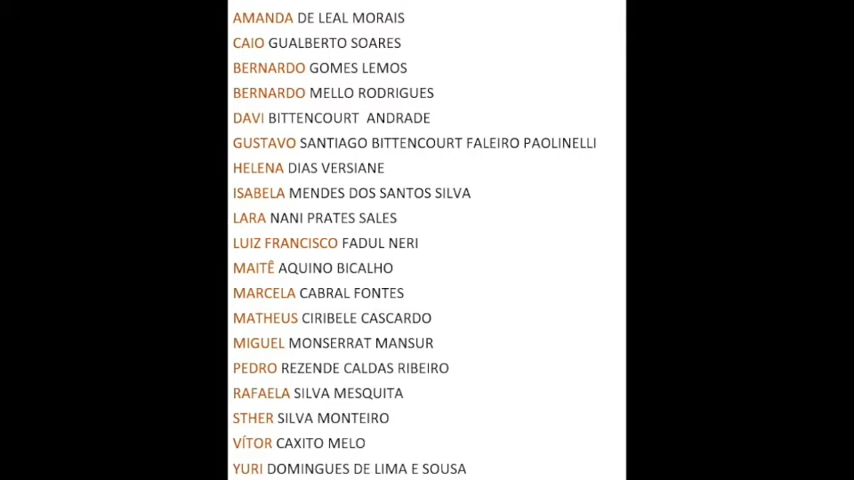 AMANDA DE LEAL MORAIS
CAIO GUALBERTO SOARES
BERNARDO GOMES LEMOS
BERNARDO MELLO RODRIGUES
DAVI BITTENCOURT  ANDRADE
GUSTAVO SANTIAGO BITTENCOURT FALEIRO PAOLINELLI
HELENA DIAS VERSIANE
ISABELA MENDES DOS SANTOS SILVA
LARA NANI PRATES SALES
LUIZ FRANCISCO FADUL NERI
MAITÊ AQUINO BICALHO
MARCELA CABRAL FONTES
MATHEUS CIRIBELE CASCARDO
MIGUEL MONSERRAT MANSUR
PEDRO REZENDE CALDAS RIBEIRO
RAFAELA SILVA MESQUITA
STHER SILVA MONTEIRO
VÍTOR CAXITO MELO
YURI DOMINGUES DE LIMA E SOUSA